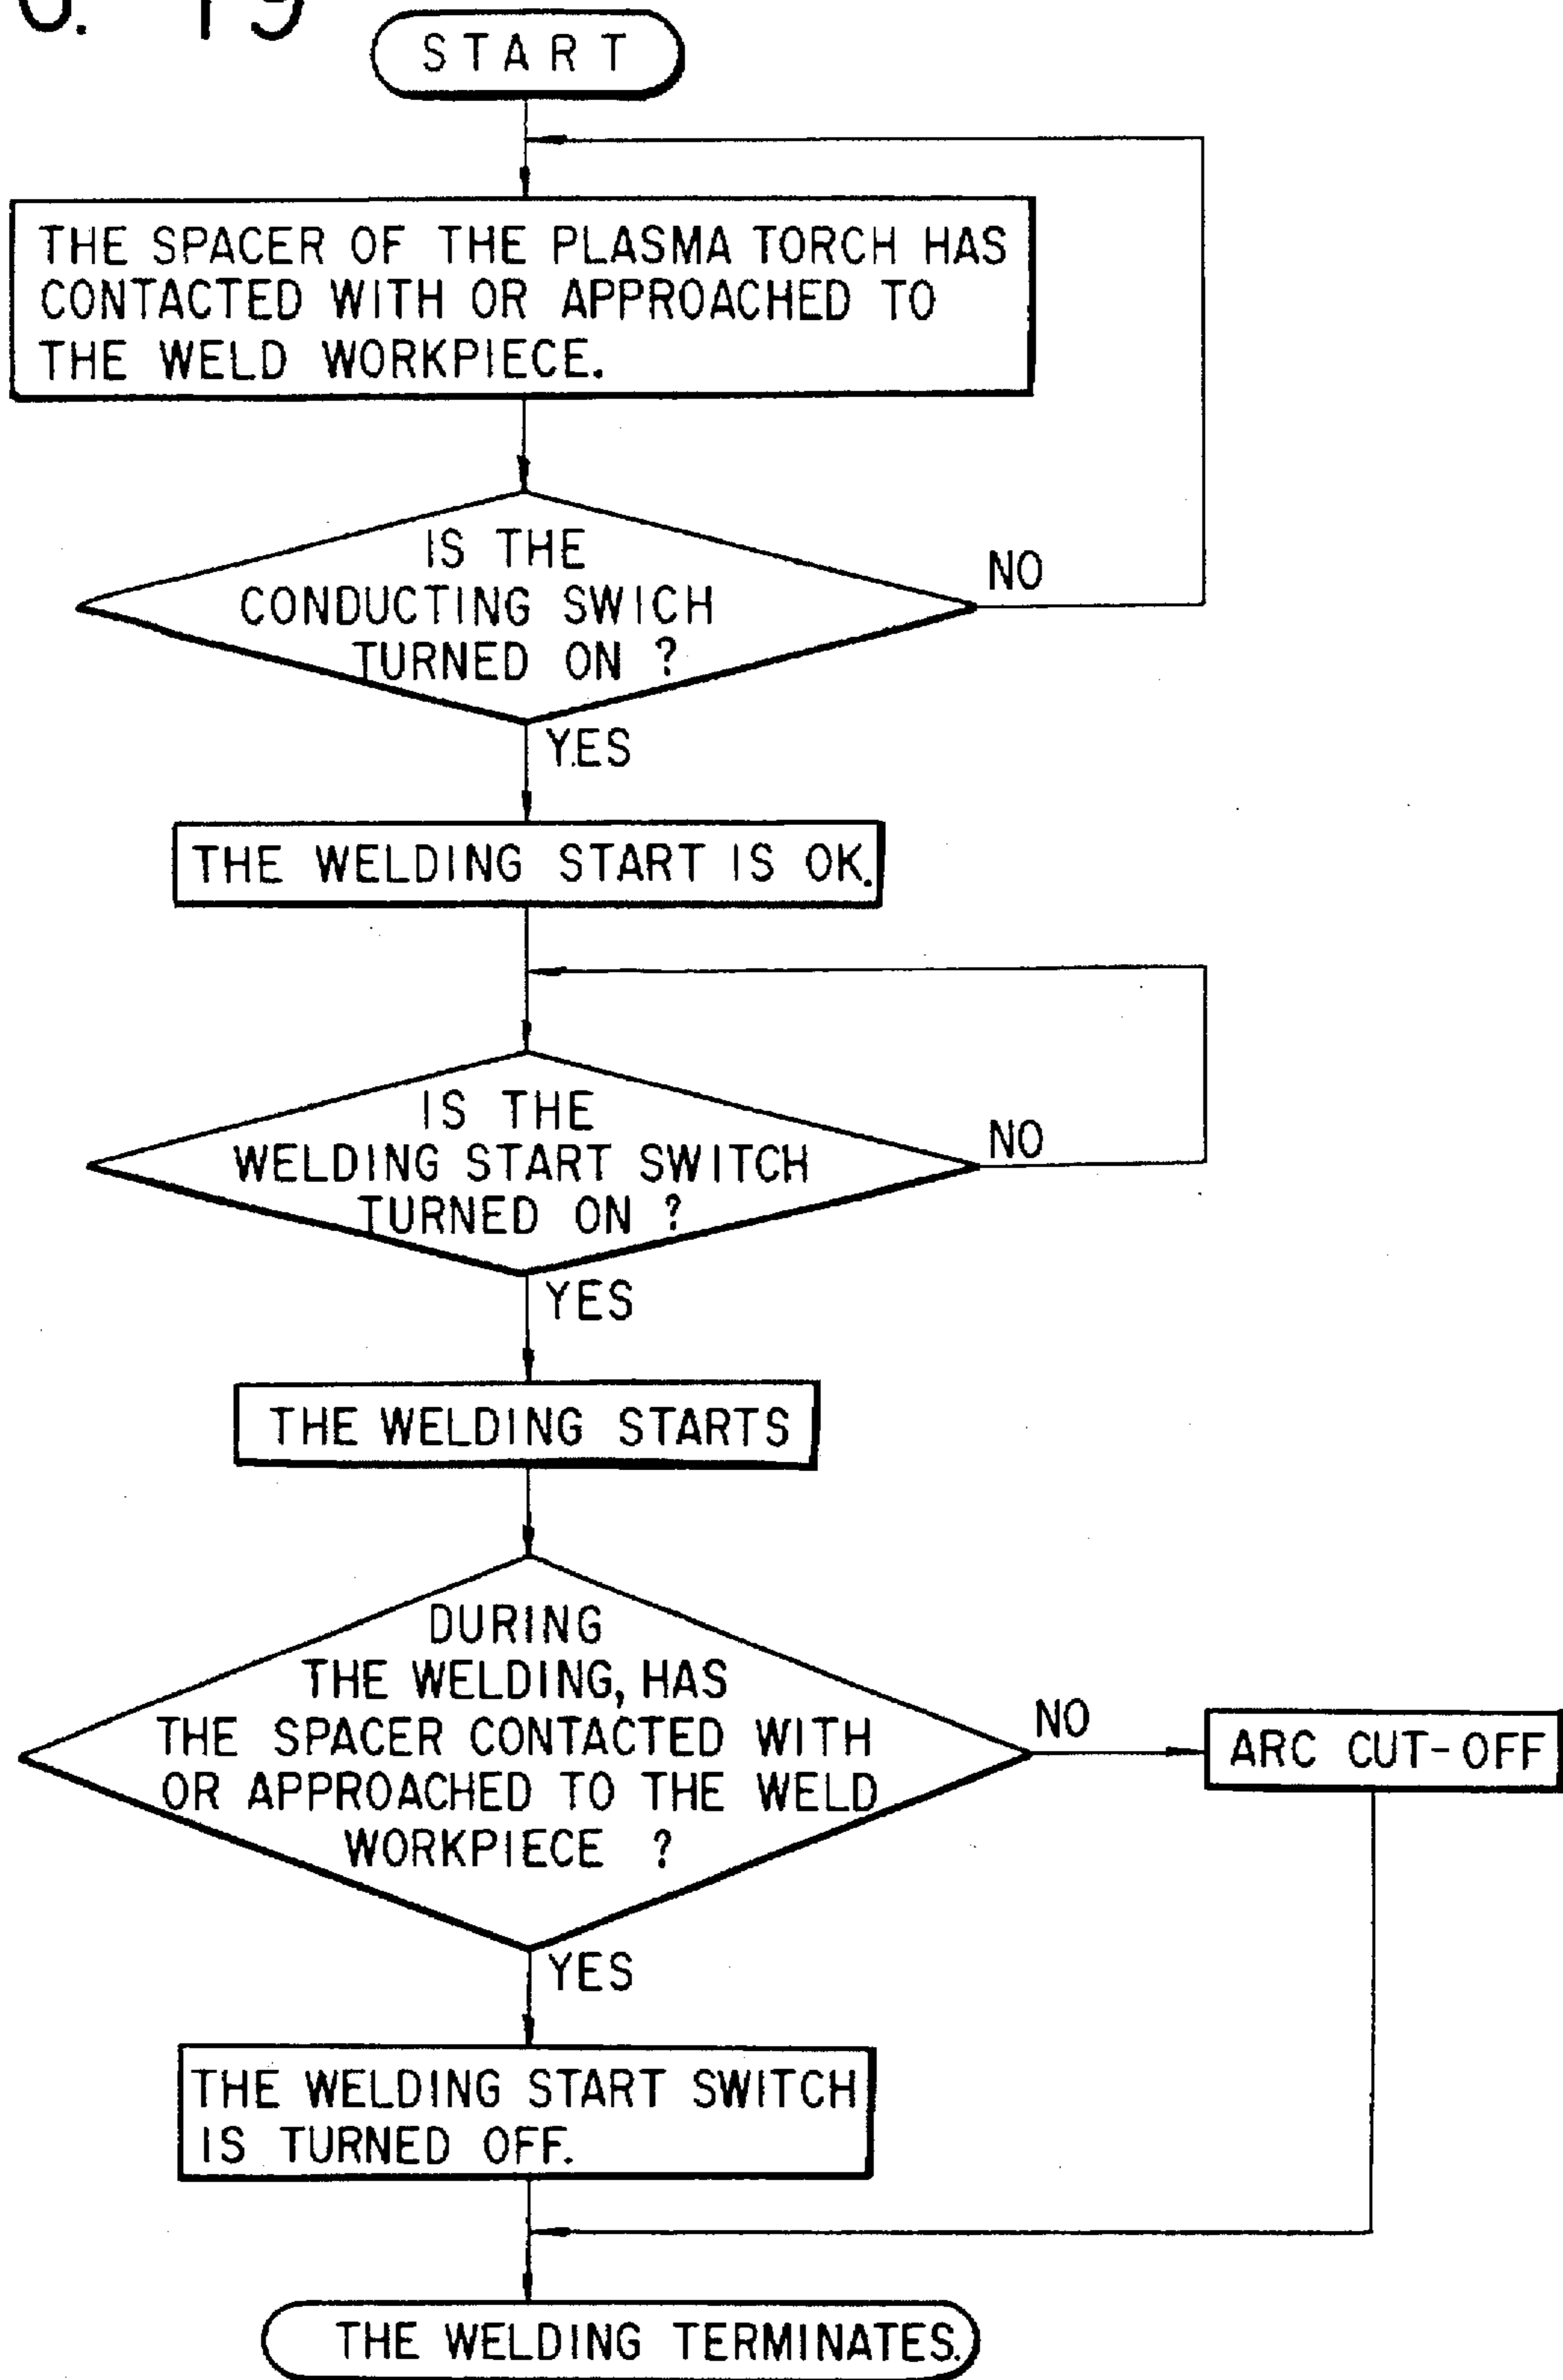 G. 19
START
THE SPACER OF THE PLASMA TORCH HAS
CONTACTED WITH OR APPROACHED TO
THE WELD WORKPIECE.
IS THE
CONDUCTING SWICH
TURNED ON ?
NO
YES
THE WELDING START IS OK.
IS THE
WELDING START SWITCH
TURNED ON ?
NO
YES
THE WELDING STARTS
DURING
THE WELDING, HAS
THE SPACER CONTACTED WITH
OR APPROACHED TO THE WELD
WORKPIECE ?
NO
ARC CUT-OFF
YES
THE WELDING START SWITCH
IS TURNED OFF.
THE WELDING TERMINATES.